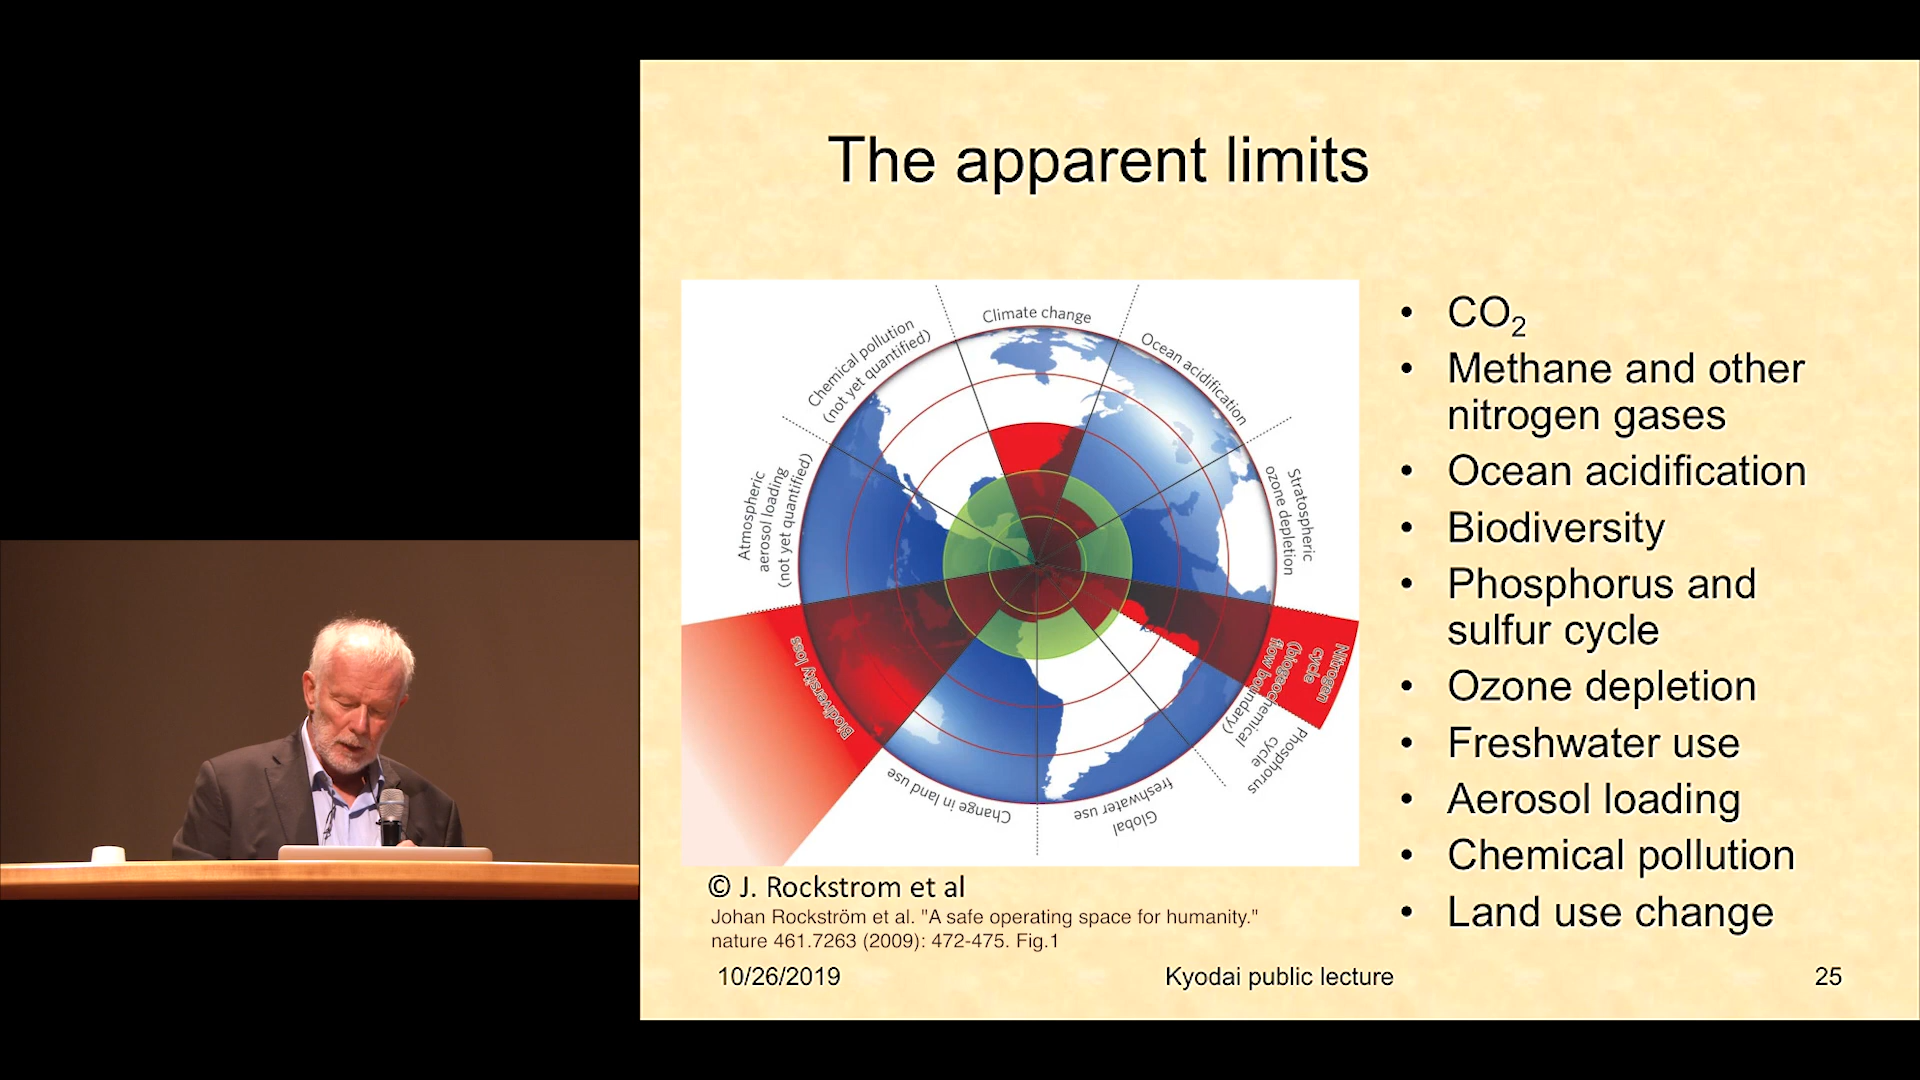 The apparent limits
Climate change
Ocean acidification
Stratospheric
ozone depletion
Nitrogen
cycle
(biogeochemical
flow boundary)
Phosphorus
cycle
Global
freshwater use
Change in land use
Biodiversity loss
Atmospheric
aerosol loading
(not yet quantified)
Chemical pollution
(not yet quantified)
• CO₂
• Methane and other
nitrogen gases
• Ocean acidification
• Biodiversity
• Phosphorus and
sulfur cycle
• Ozone depletion
• Freshwater use
• Aerosol loading
• Chemical pollution
• Land use change
© J. Rockstrom et al
Johan Rockström et al. "A safe operating space for humanity."
nature 461.7263 (2009): 472-475. Fig.1
10/26/2019
Kyodai public lecture
25